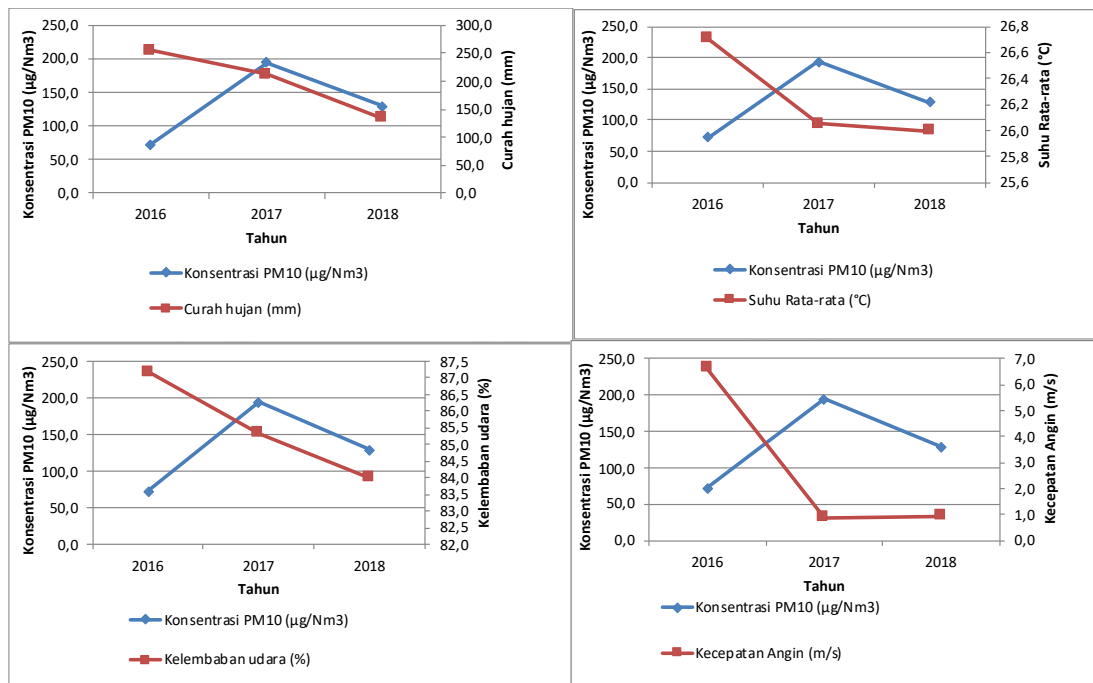 Konsentrasi PM10 (µg/Nm3)
250,0
200,0
150,0
100,0
50,0
0,0
300,0
250,0
200,0
150,0
100,0
50,0
0,0
Curah hujan (mm)
2016 2017 2018
Tahun
Konsentrasi PM10 (µg/Nm3)
Curah hujan (mm)
Konsentrasi PM10 (µg/Nm3)
250,0
200,0
150,0
100,0
50,0
0,0
26,8
26,6
26,4
26,2
26,0
25,8
25,6
Suhu Rata-rata (°C)
2016 2017 2018
Tahun
Konsentrasi PM10 (µg/Nm3)
Suhu Rata-rata (°C)
Konsentrasi PM10 (µg/Nm3)
250,0
200,0
150,0
100,0
50,0
0,0
87,5
87,0
86,5
86,0
85,5
85,0
84,5
84,0
83,5
83,0
82,5
82,0
Kelembaban udara (%)
2016 2017 2018
Tahun
Konsentrasi PM10 (µg/Nm3)
Kelembaban udara (%)
Konsentrasi PM10 (µg/Nm3)
250,0
200,0
150,0
100,0
50,0
0,0
7,0
6,0
5,0
4,0
3,0
2,0
1,0
0,0
Kecepatan Angin (m/s)
2016 2017 2018
Tahun
Konsentrasi PM10 (µg/Nm3)
Kecepatan Angin (m/s)